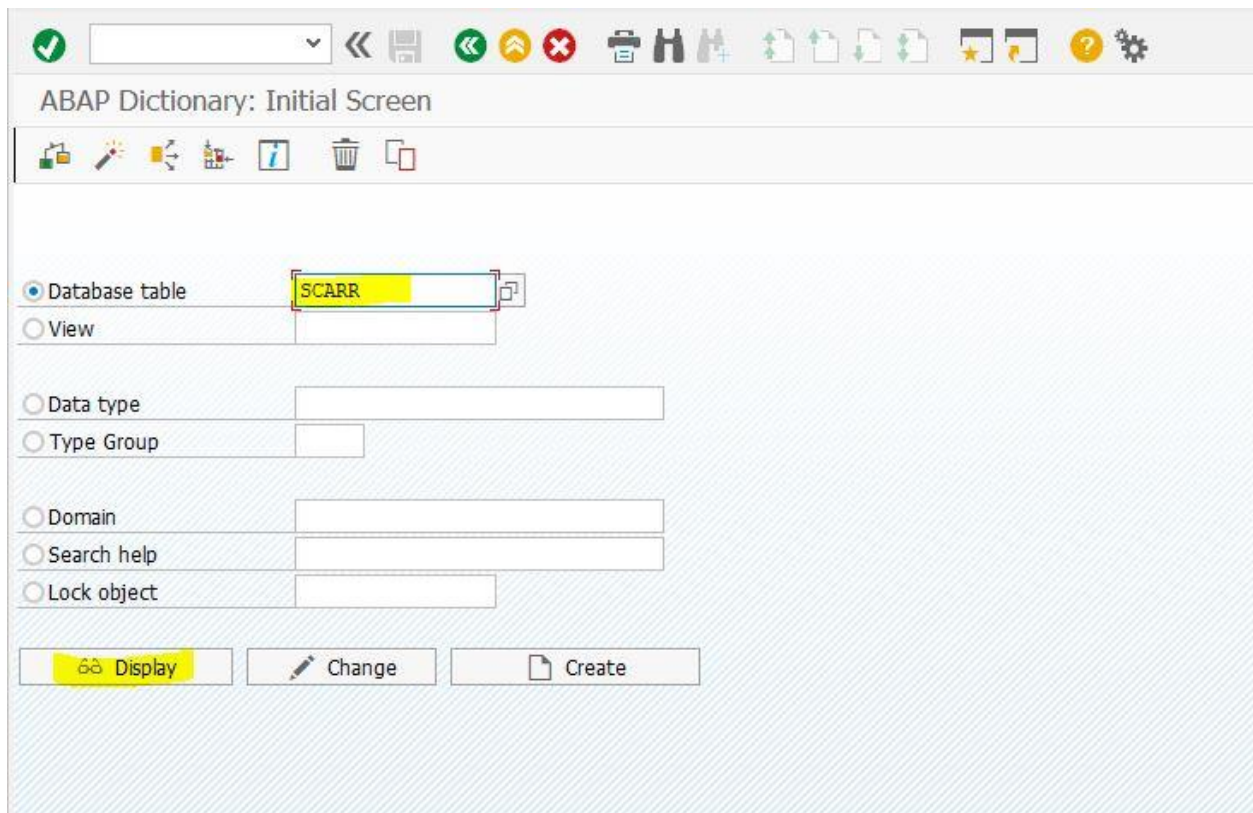 ABAP Dictionary: Initial Screen
Database table SCARR
View
Data type
Type Group
Domain
Search help
Lock object
Display Change Create